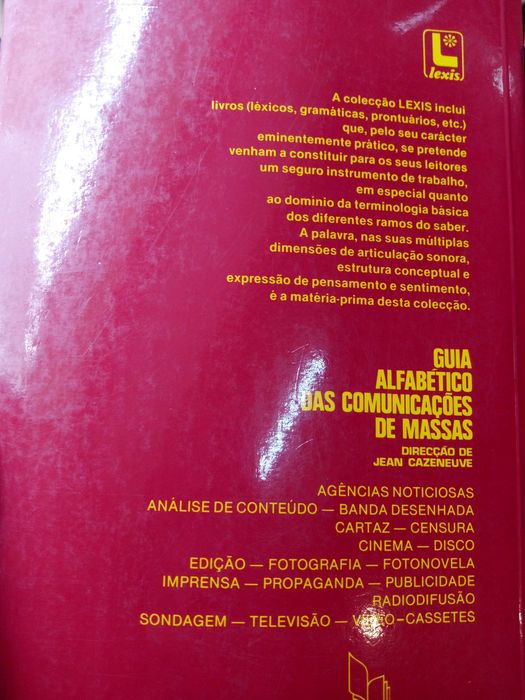 L
lexis
A colecção LEXIS inclui
livros (léxicos, gramáticas, prontuários, etc.)
que, pelo seu carácter
eminentemente prático, se pretende
venham a constituir para os seus leitores
um seguro instrumento de trabalho,
em especial quanto
ao domínio da terminologia básica
dos diferentes ramos do saber.
A palavra, nas suas múltiplas
dimensões de articulação sonora,
estrutura conceptual e
expressão de pensamento e sentimento,
é a matéria-prima desta colecção.
GUIA
ALFABÉTICO
DAS COMUNICAÇÕES
DE MASSAS
DIRECÇÃO DE
JEAN CAZENEUVE
AGÊNCIAS NOTICIOSAS
ANÁLISE DE CONTEÚDO — BANDA DESENHADA
CARTAZ — CENSURA
CINEMA — DISCO
EDIÇÃO — FOTOGRAFIA — FOTONOVELA
IMPRENSA — PROPAGANDA — PUBLICIDADE
RADIODIFUSÃO
SONDAGEM — TELEVISÃO — VÍDEO-CASSETES